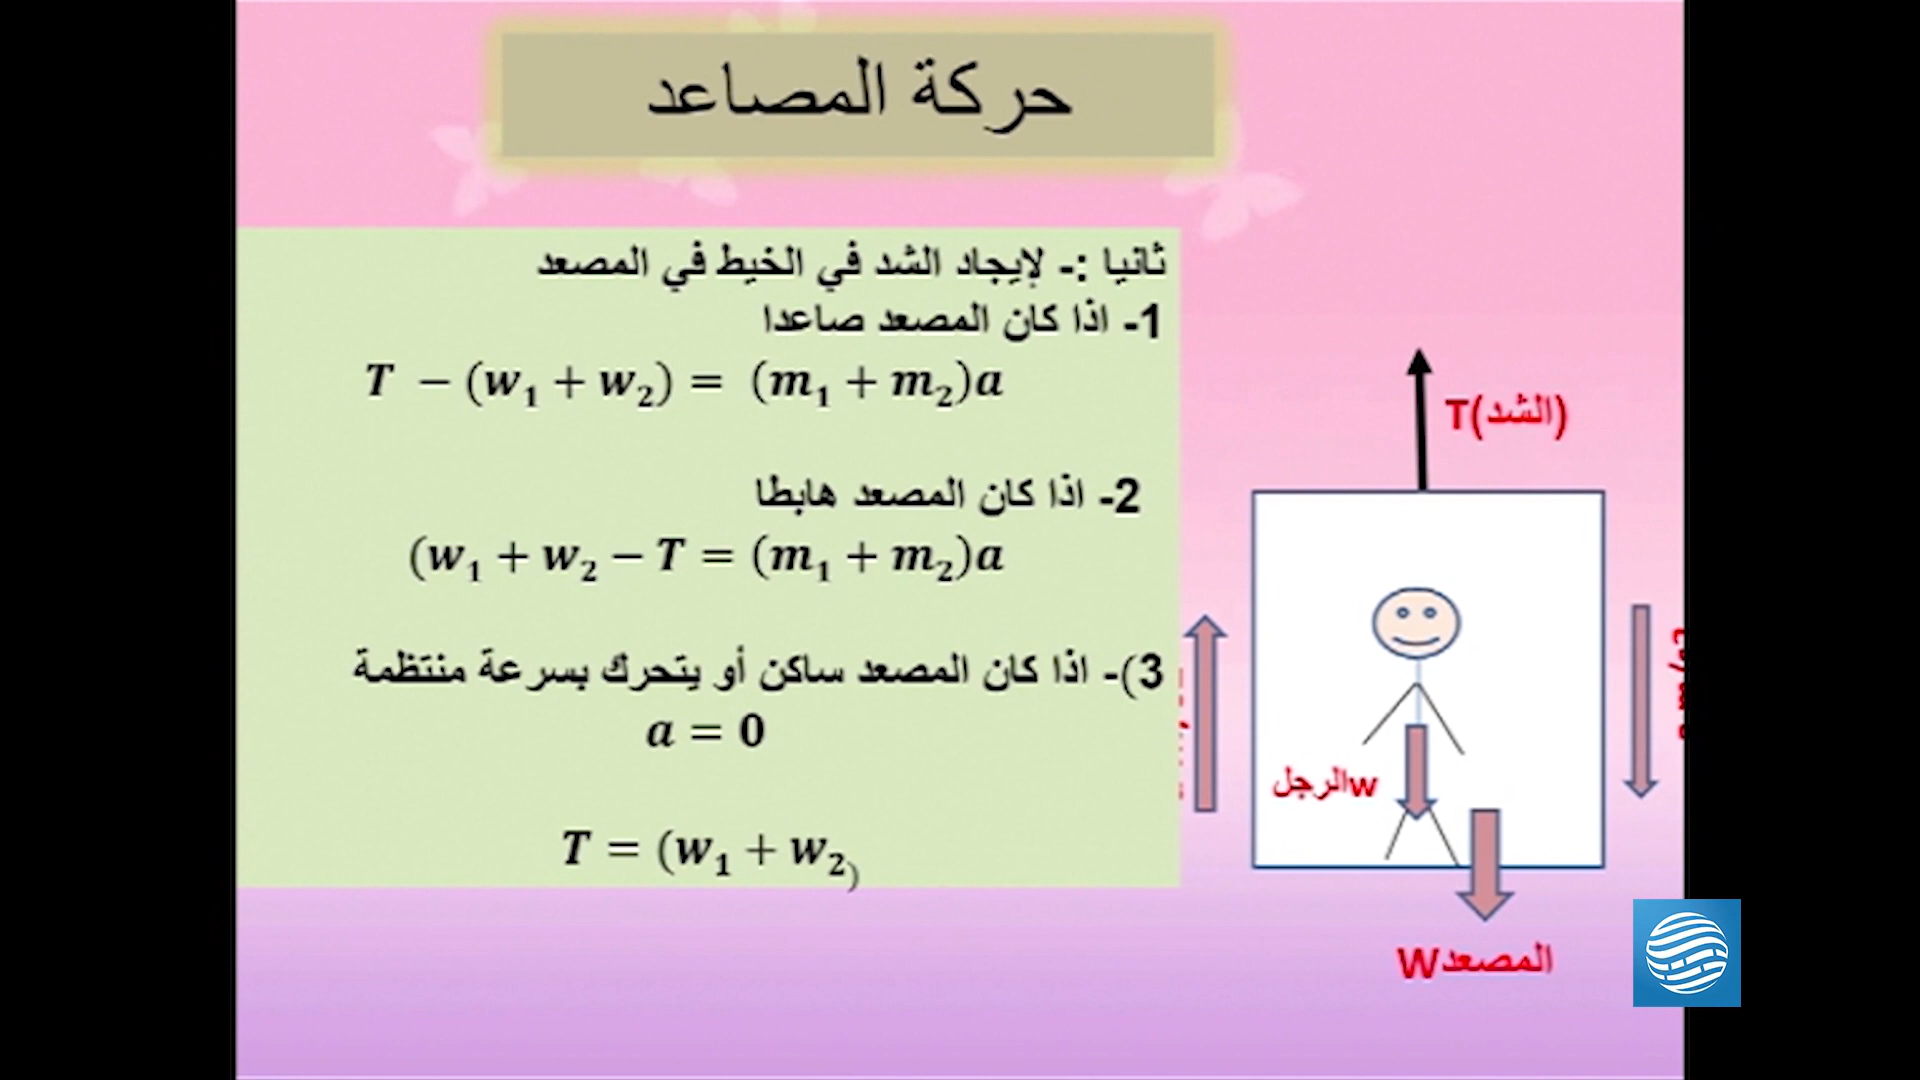 حركة المصاعد
ثانيا :- لإيجاد الشد في الخيط في المصعد
1- اذا كان المصعد صاعدا
T - (w₁ + w₂) = (m₁ + m₂)a
2- اذا كان المصعد هابطا
(w₁ + w₂ - T = (m₁ + m₂)a
3)- اذا كان المصعد ساكن أو يتحرك بسرعة منتظمة
a = 0
T = (w₁ + w₂)
T(الشد)
wالرجل
Wالمصعد